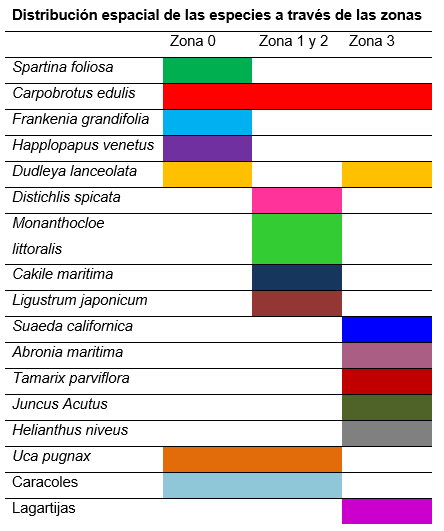 Distribución espacial de las especies a través de las zonas
Zona 0 Zona 1 y 2 Zona 3
Spartina foliosa
Carpobrotus edulis
Frankenia grandifolia
Happlopapus venetus
Dudleya lanceolata
Distichlis spicata
Monanthocloe
littoralis
Cakile maritima
Ligustrum japonicum
Suaeda californica
Abronia maritima
Tamarix parviflora
Juncus Acutus
Helianthus niveus
Uca pugnax
Caracoles
Lagartijas